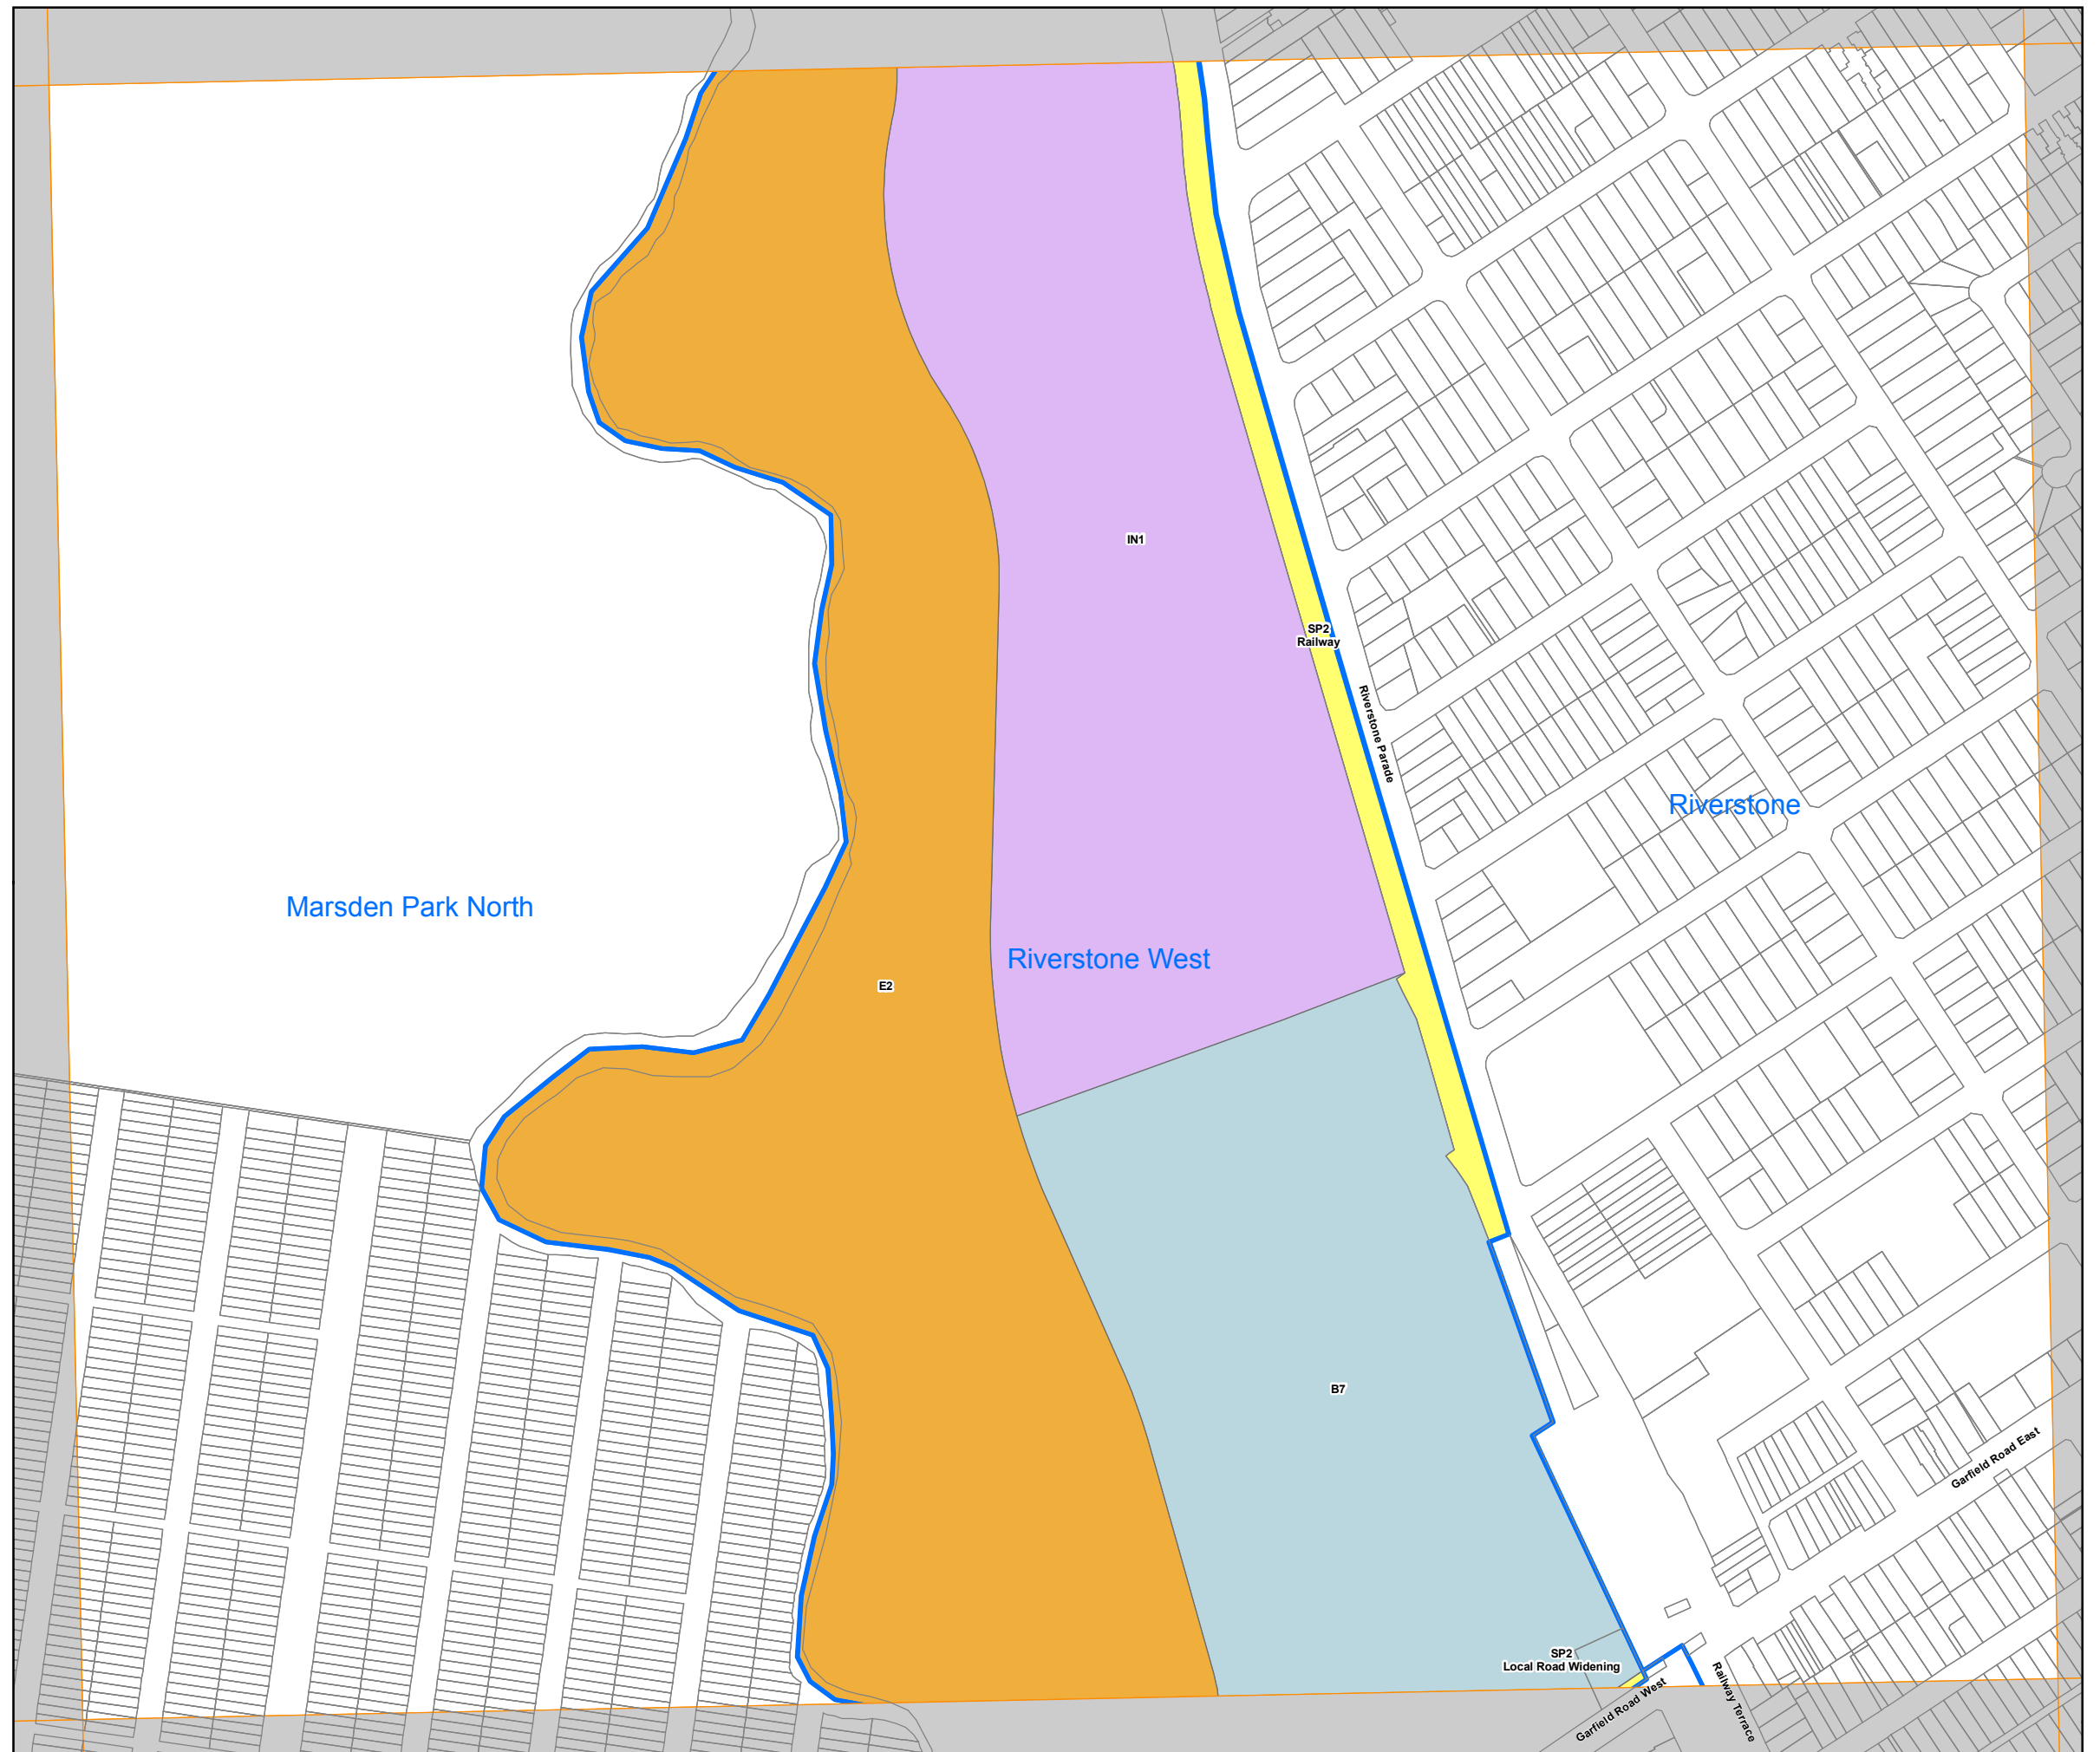 IN1
SP2
Railway
Riverstone Parade
Riverstone
Marsden Park North
Riverstone West
E2
B7
Garfield Road East
SP2
Local Road Widening
Garfield Road West
Railway Terrace